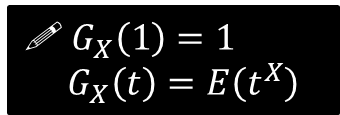 G_X(1) = 1
G_X(t) = E(t^X)